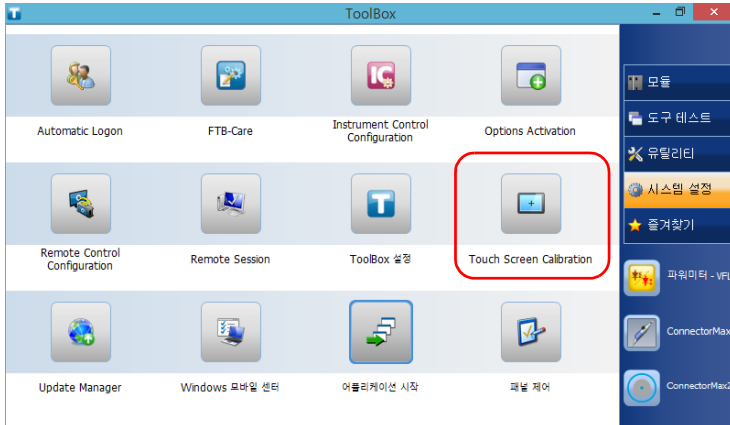 ToolBox
Automatic Logon
FTB-Care
Instrument Control
Configuration
Options Activation
Remote Control
Configuration
Remote Session
ToolBox 설정
Touch Screen Calibration
Update Manager
Windows 모바일 센터
어플리케이션 시작
패널 제어
모듈
도구 테스트
유틸리티
시스템 설정
즐겨찾기
파워미터 - VFL
ConnectorMax
ConnectorMax2